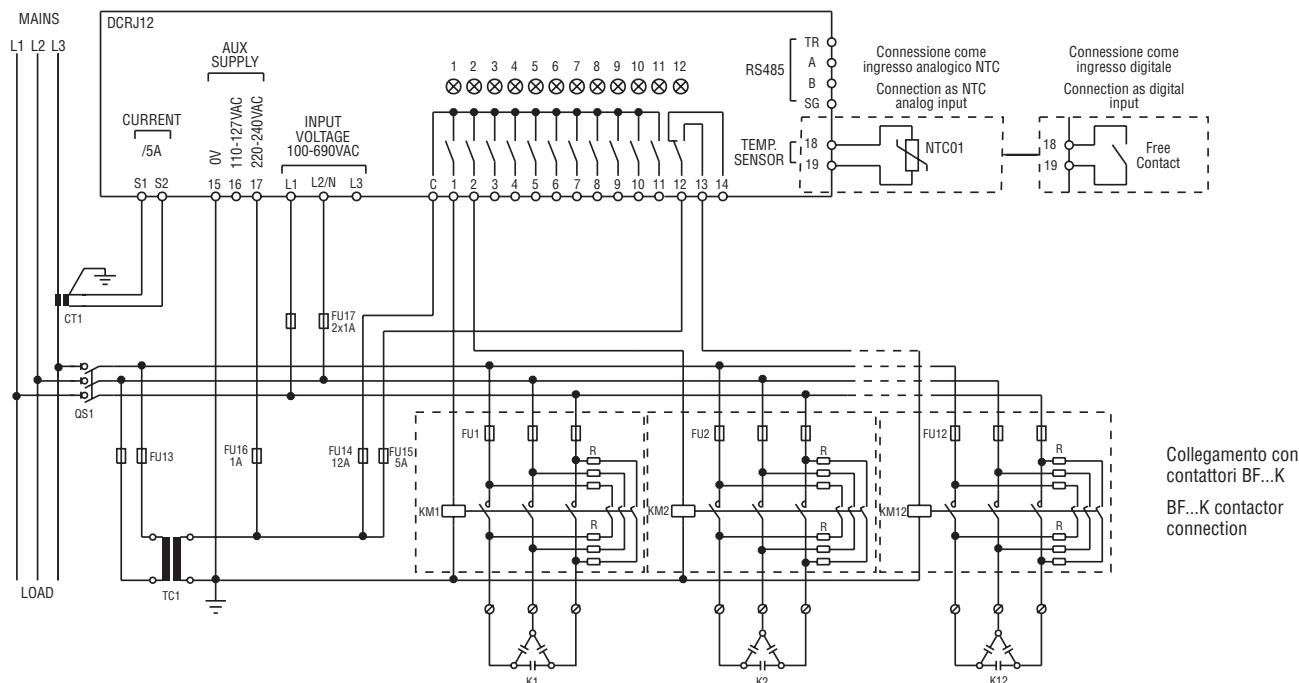 MAINS
L1 L2 L3
DCRJ12
AUX
SUPPLY
CURRENT
/5A
0V
110-127VAC
220-240VAC
INPUT
VOLTAGE
100-690VAC
1 2 3 4 5 6 7 8 9 10 11 12
RS485
TR
A
B
SG
TEMP.
SENSOR
18
19
Connessione come
ingresso analogico NTC
Connection as NTC
analog input
NTC01
Connessione come
ingresso digitale
Connection as digital
input
18
19
Free
Contact
S1 S2
15 16 17
L1 L2/N L3
C 1 2 3 4 5 6 7 8 9 10 11 12 13 14
CT1
FU17
2x1A
QS1
FU13
FU16
1A
FU14
12A
FU15
5A
FU1
R
KM1
R
FU2
R
KM2
R
FU12
R
KM12
R
Collegamento con
contattori BF...K
BF...K contactor
connection
LOAD
TC1
K1
K2
K12